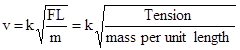 v = k√(FL/m) = k√(Tension/mass per unit length)